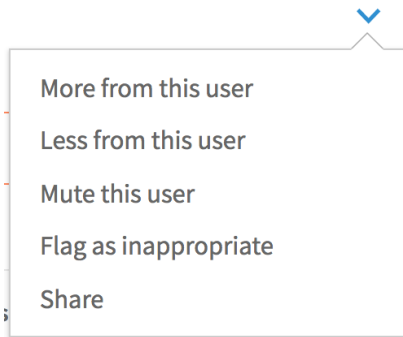 More from this user
Less from this user
Mute this user
Flag as inappropriate
Share